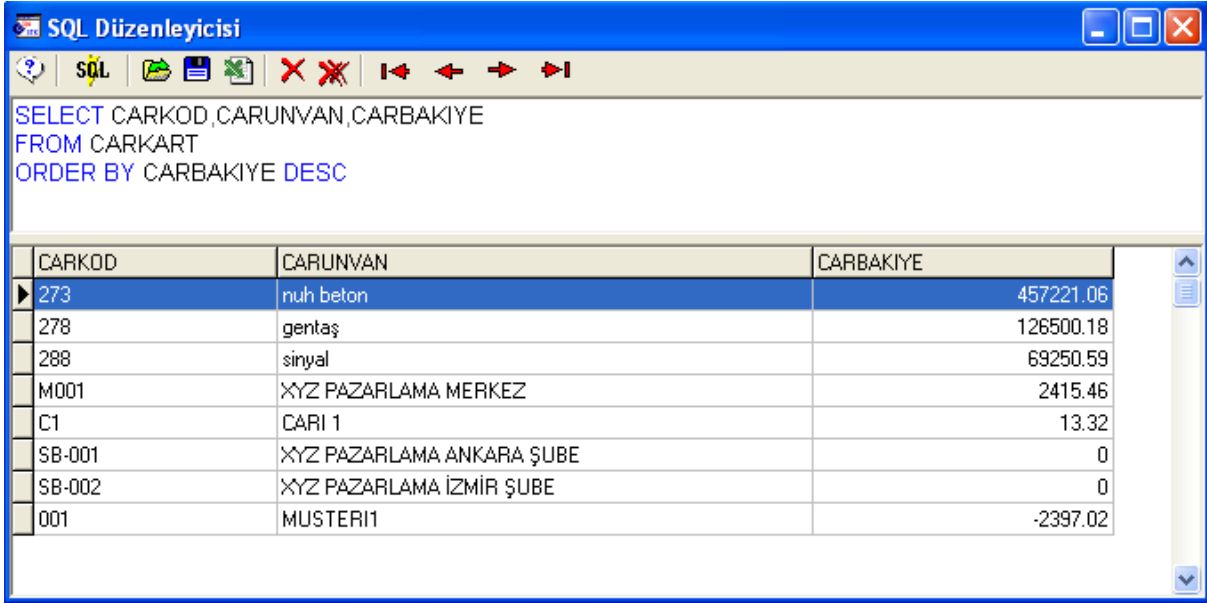 SQL Düzenleyicisi
SQL
SELECT CARKOD,CARUNVAN,CARBAKIYE
FROM CARKART
ORDER BY CARBAKIYE DESC
CARKOD CARUNVAN CARBAKIYE
273 nuh beton 457221.06
278 gentaş 126500.18
288 sinyal 69250.59
M001 XYZ PAZARLAMA MERKEZ 2415.46
C1 CARI 1 13.32
SB-001 XYZ PAZARLAMA ANKARA ŞUBE 0
SB-002 XYZ PAZARLAMA İZMİR ŞUBE 0
001 MUSTERI1 -2397.02